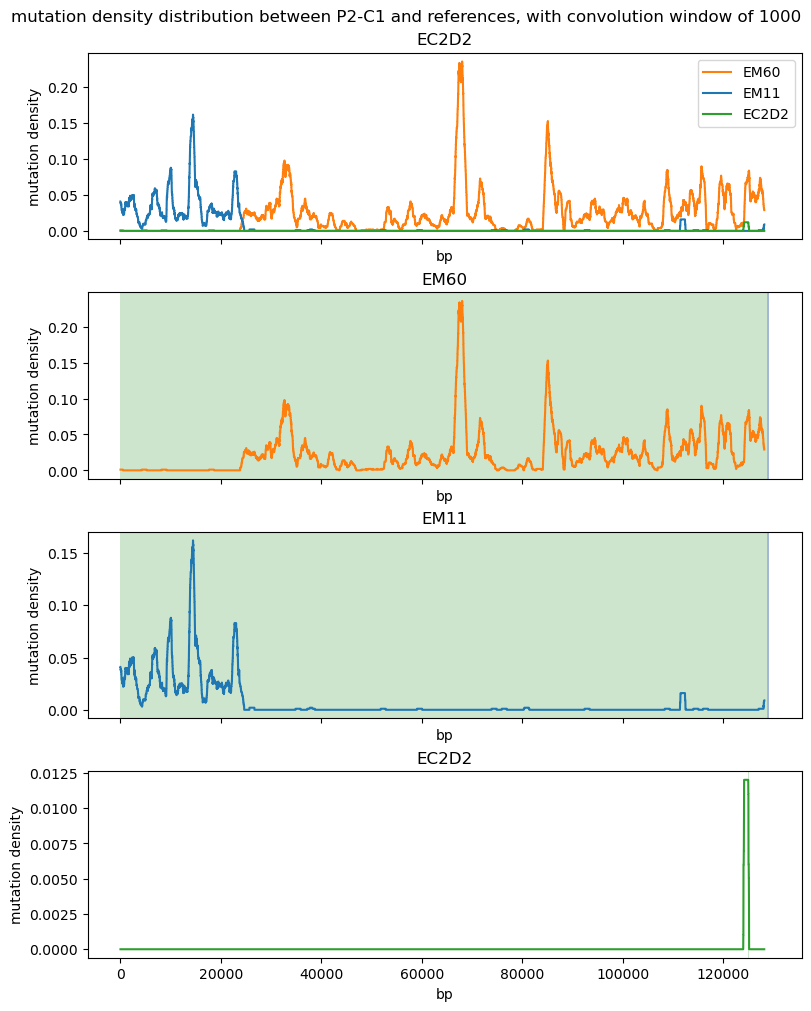 mutation density distribution between P2-C1 and references, with convolution window of 1000
EC2D2
mutation density
0.20
0.15
0.10
0.05
0.00
EM60
EM11
EC2D2
bp
EM60
mutation density
0.20
0.15
0.10
0.05
0.00
bp
EM11
mutation density
0.15
0.10
0.05
0.00
bp
EC2D2
mutation density
0.0125
0.0100
0.0075
0.0050
0.0025
0.0000
0 20000 40000 60000 80000 100000 120000
bp